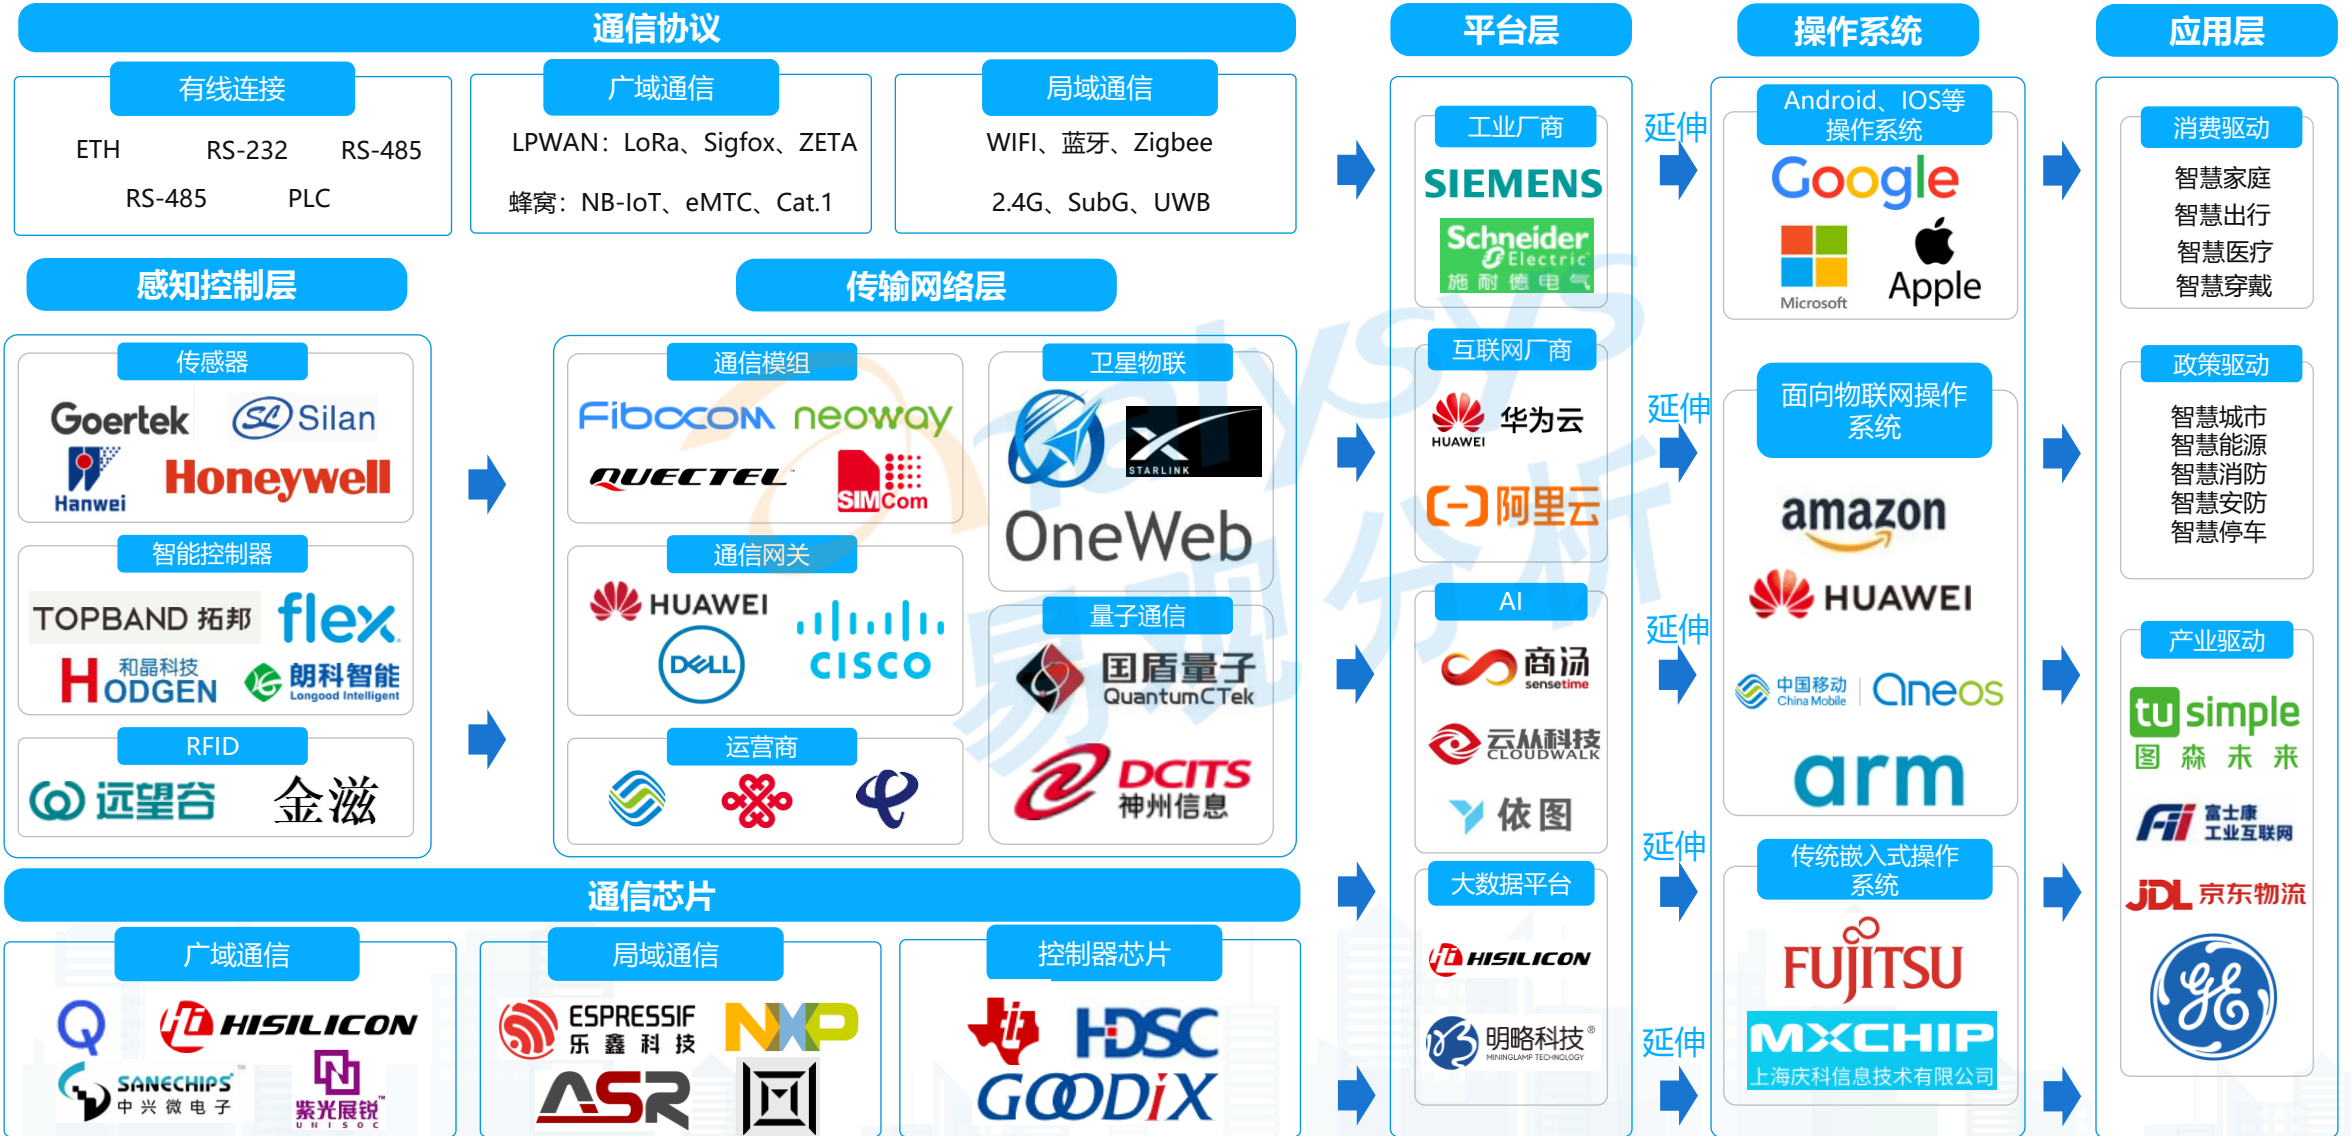 通信协议
有线连接
ETH RS-232 RS-485
RS-485 PLC
广域通信
LPWAN：LoRa、Sigfox、ZETA
蜂窝：NB-IoT、eMTC、Cat.1
局域通信
WIFI、蓝牙、Zigbee
2.4G、SubG、UWB
感知控制层
传感器
Goertek SL Silan
Hanwei Honeywell
智能控制器
TOPBAND 拓邦 flex
和晶科技
HODGEN
朗科智能
Longood Intelligent
RFID
远望谷 金滋
传输网络层
通信模组
Fibocom neoway
QUECTEL SIMCom
通信网关
HUAWEI
DELL
CISCO
运营商
卫星物联
STARLINK
OneWeb
量子通信
国盾量子
QuantumCTek
DCITS
神州信息
通信芯片
广域通信
Q HISILICON
SANECHIPS™
中兴微电子
紫光展锐™
UNISOC
局域通信
ESPRESSIF
乐鑫科技
NXP
ASR
控制器芯片
HDSC
GOODiX
平台层
工业厂商
SIEMENS
Schneider
Electric
施耐德电气
互联网厂商
HUAWEI 华为云
阿里云
AI
商汤
sensetime
云从科技
CLOUDWALK
依图
大数据平台
HISILICON
明略科技®
MININGLAMP TECHNOLOGY
延伸
延伸
延伸
延伸
延伸
操作系统
Android、IOS等
操作系统
Google
Microsoft
Apple
面向物联网操作
系统
amazon
HUAWEI
中国移动
China Mobile
OneOS
arm
传统嵌入式操作
系统
FUJITSU
MXCHIP
上海庆科信息技术有限公司
应用层
消费驱动
智慧家庭
智慧出行
智慧医疗
智慧穿戴
政策驱动
智慧城市
智慧能源
智慧消防
智慧安防
智慧停车
产业驱动
tusimple
图森未来
Fii 富士康
工业互联网
JDL 京东物流
GE
analysys
易观分析